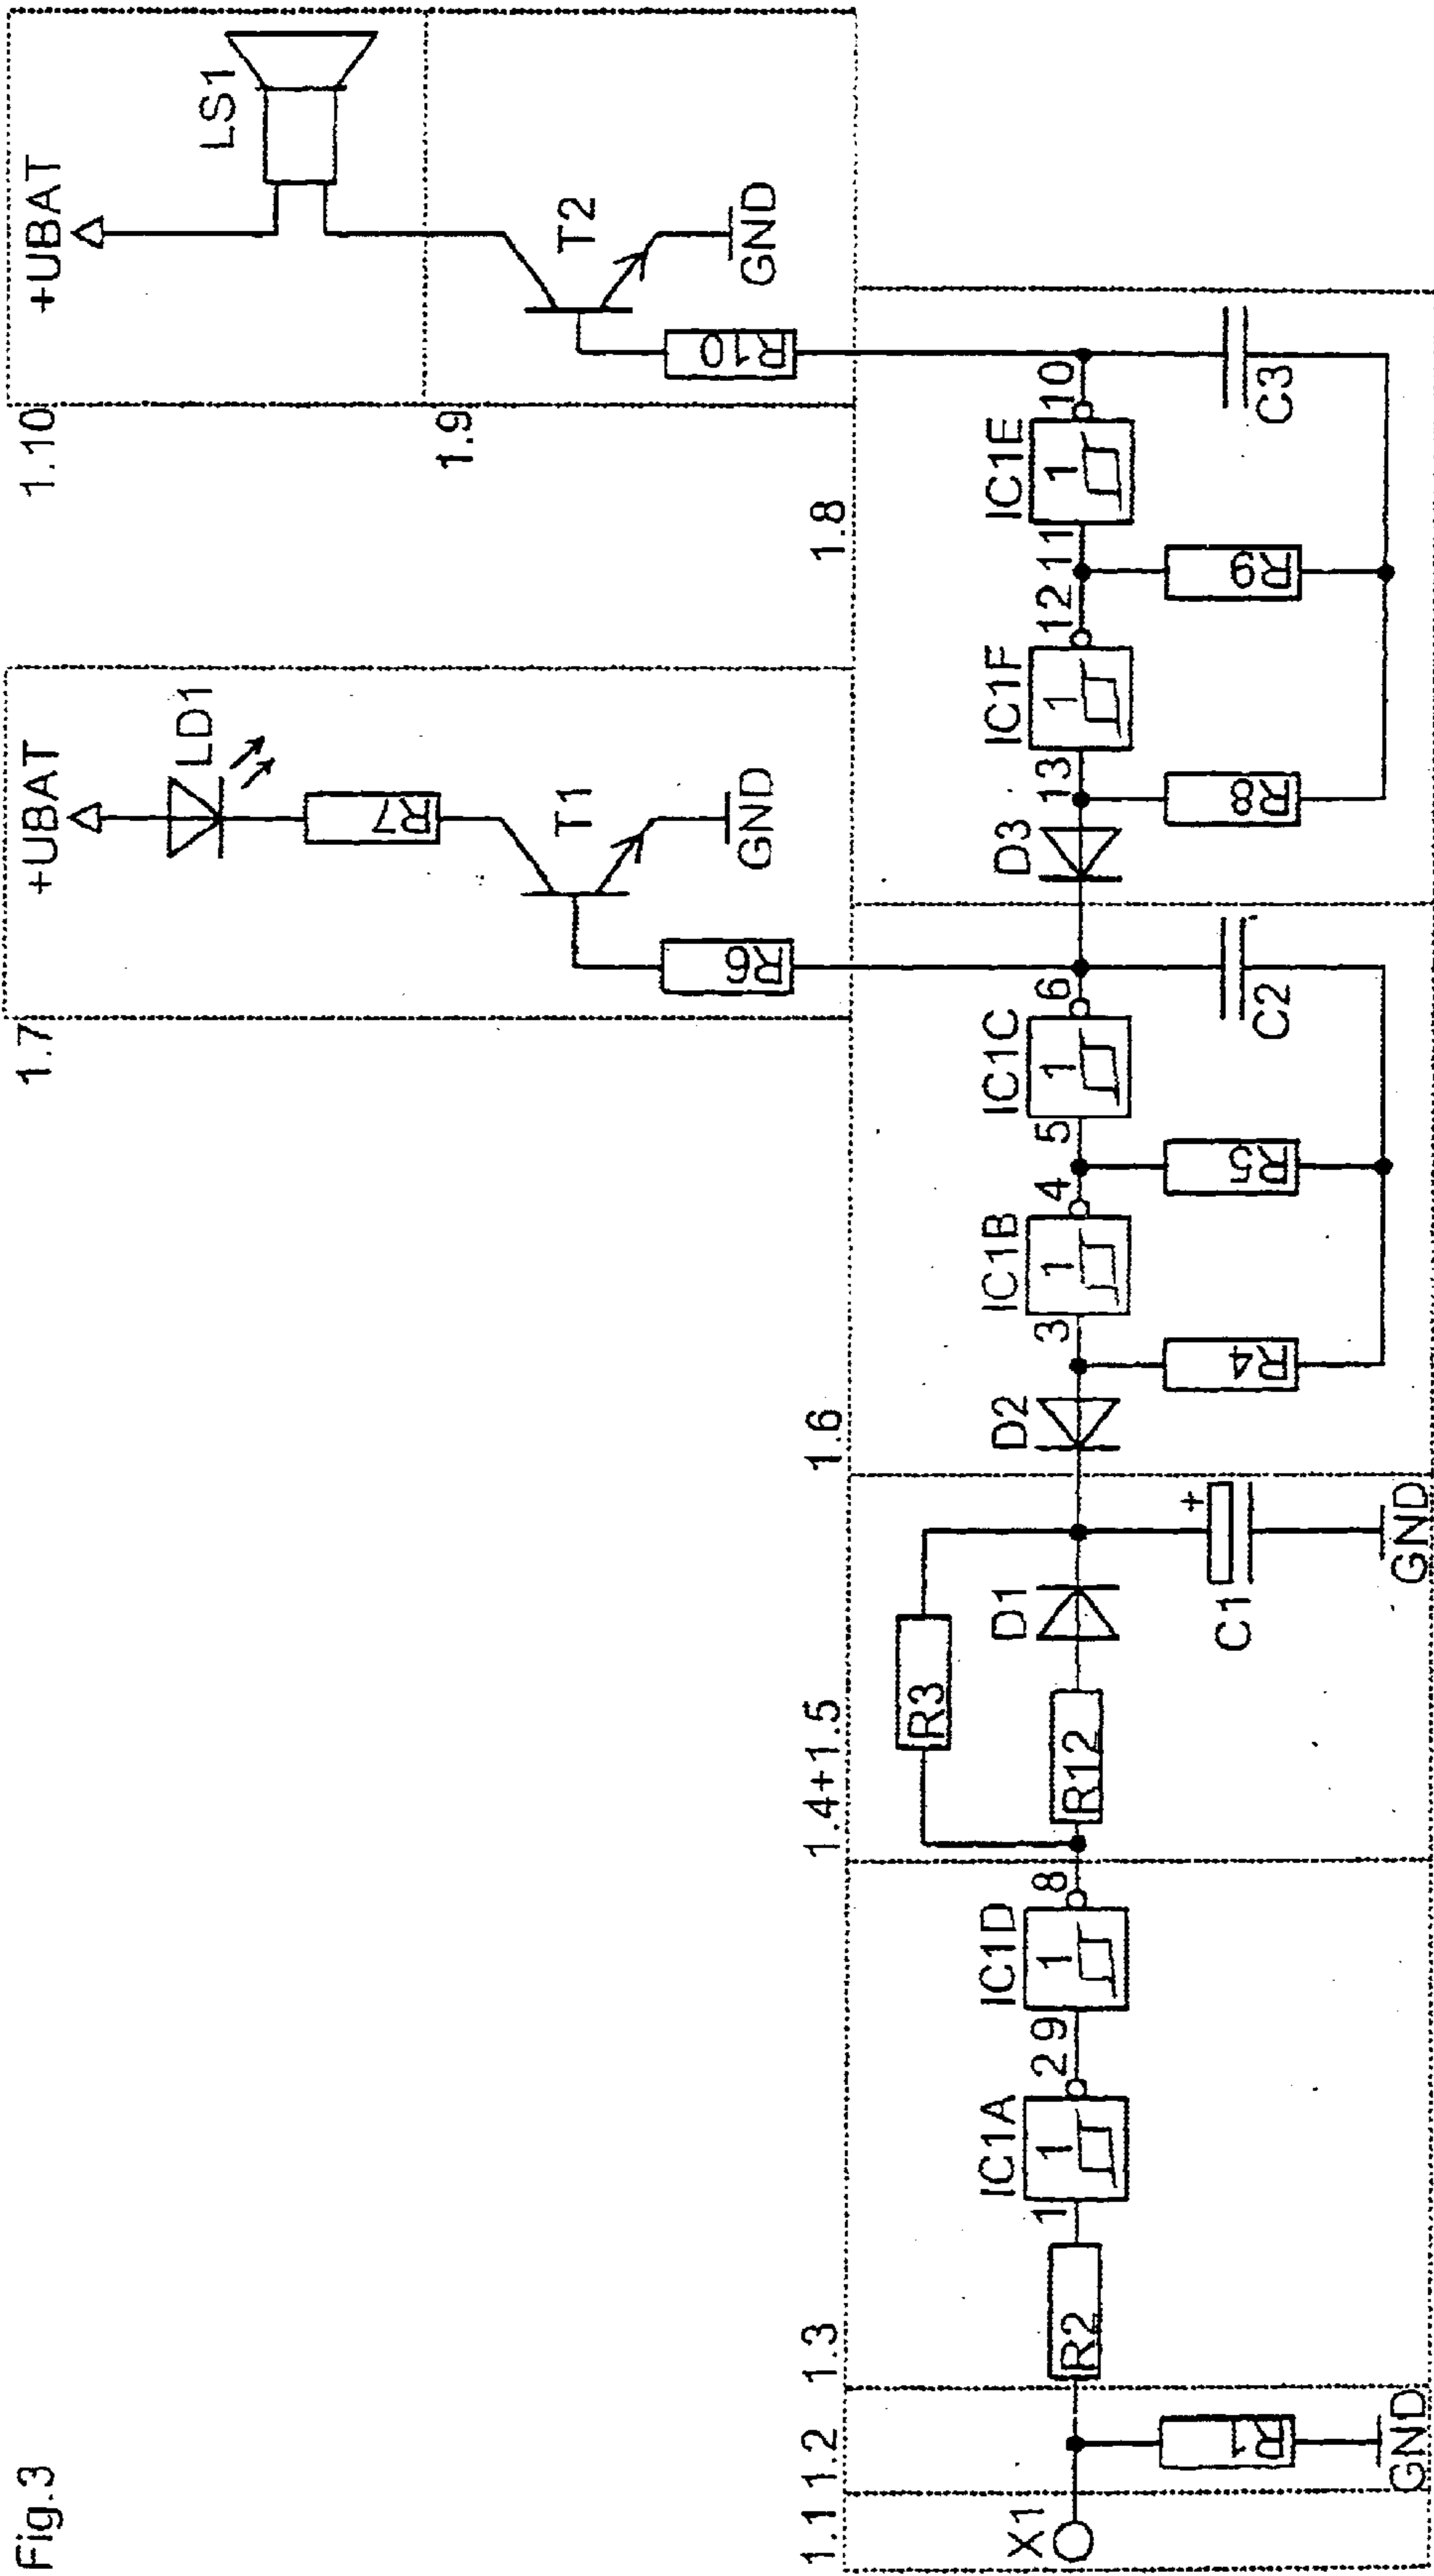 Fig.3
1.7
1.10
+UBAT
LD1
R7
T1
GND
R6
+UBAT
LS1
1.9
T2
GND
R10
1.1
1.2
1.3
1.4+1.5
1.6
1.8
X1
R1
GND
R2
IC1A
1
1
2
IC1D
9
1
8
R3
R12
D1
C1
+
GND
D2
R4
IC1B
3
1
4
R5
IC1C
5
1
6
C2
D3
R8
IC1F
13
1
12
R9
IC1E
11
1
10
C3